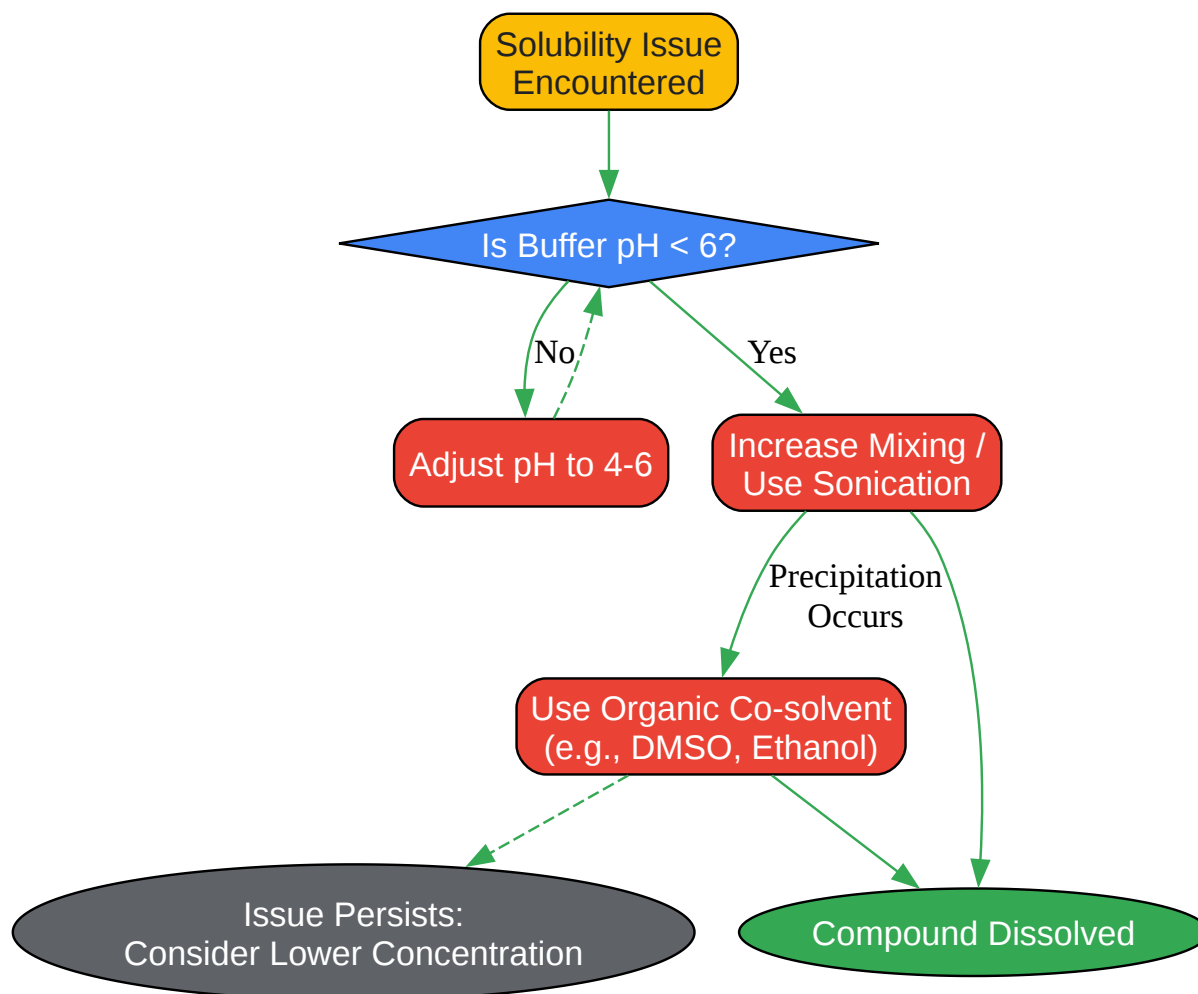 Solubility Issue
Encountered
Is Buffer pH < 6?
No
Yes
Adjust pH to 4-6
Increase Mixing /
Use Sonication
Precipitation
Occurs
Use Organic Co-solvent
(e.g., DMSO, Ethanol)
Issue Persists:
Consider Lower Concentration
Compound Dissolved